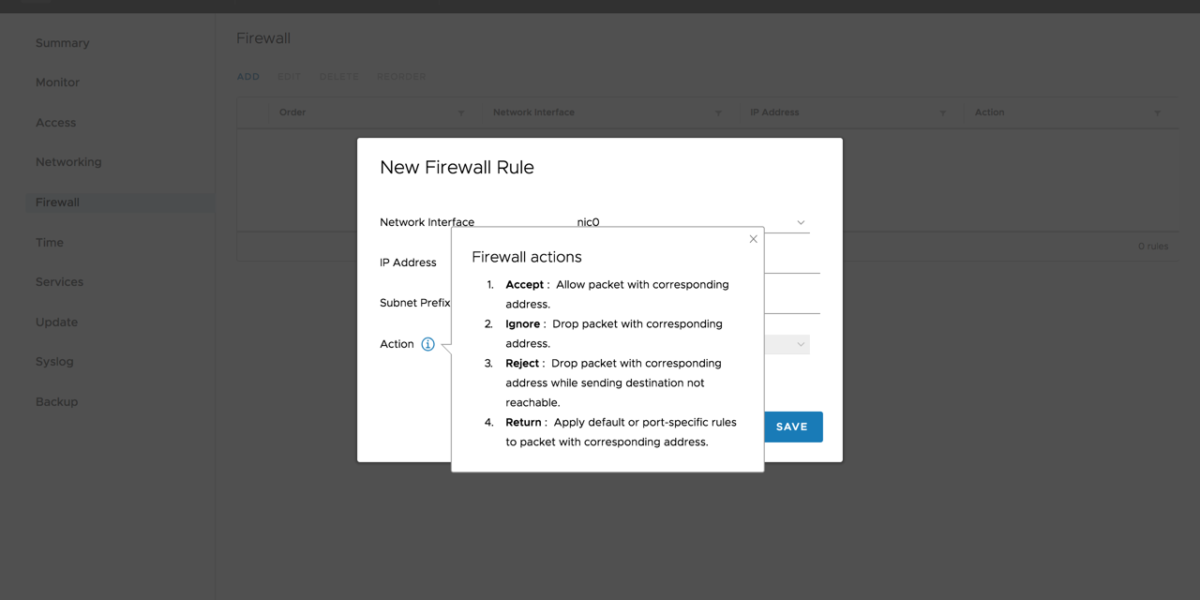 Summary
Monitor
Access
Networking
Firewall
Time
Services
Update
Syslog
Backup
Firewall
ADD EDIT DELETE REORDER
Order Network Interface IP Address Action
0 rules
New Firewall Rule
Network Interface nic0
IP Address
Subnet Prefix
Action
SAVE
Firewall actions
1. Accept : Allow packet with corresponding
address.
2. Ignore : Drop packet with corresponding
address.
3. Reject : Drop packet with corresponding
address while sending destination not
reachable.
4. Return : Apply default or port-specific rules
to packet with corresponding address.